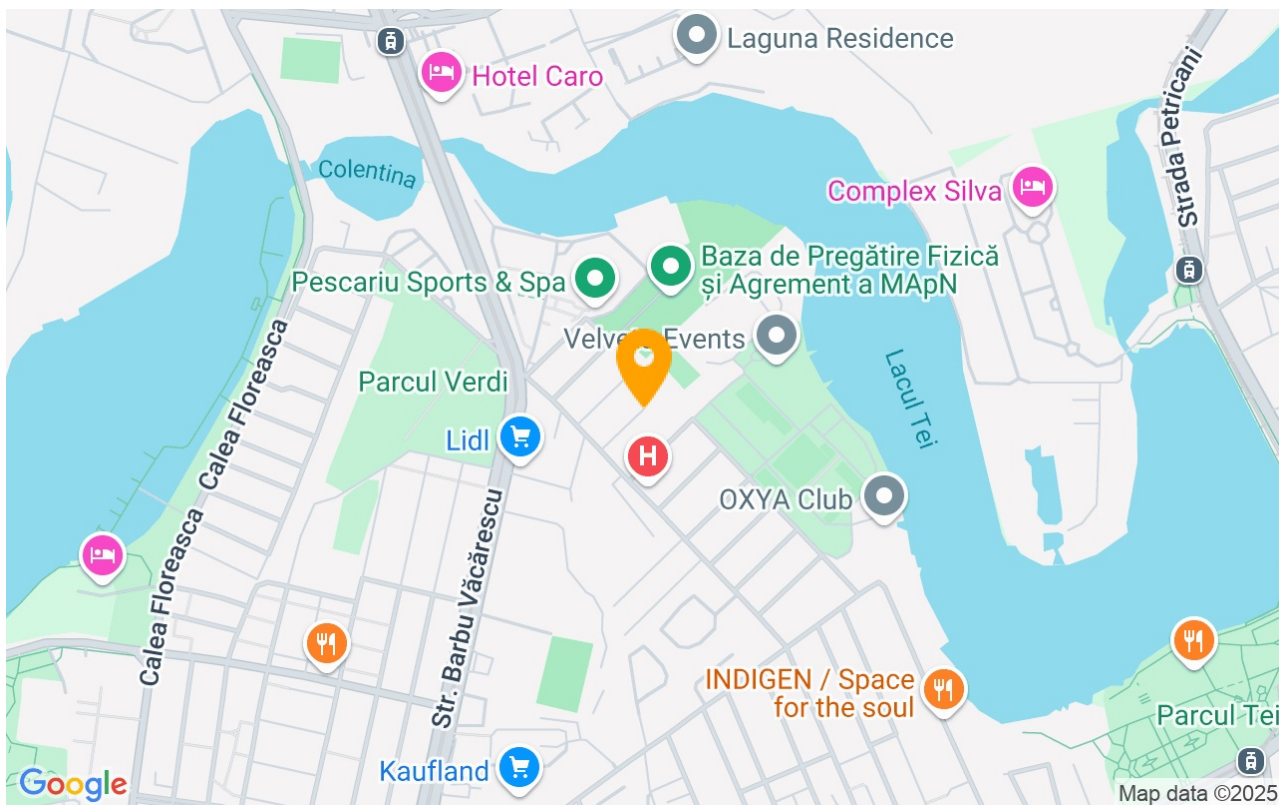 Laguna Residence
Hotel Caro
Strada Petricani
Colentina
Complex Silva
Baza de Pregătire Fizică
și Agrement a MApN
Pescariu Sports & Spa
Events
Calea Floreasca
Parcul Verdi
Lacul Tei
Lidl
H
OXYA Club
Calea Floreasca
Str. Barbu Văcărescu
INDIGEN / Space
for the soul
Parcul Tei
Kaufland
Google
Map data ©2025